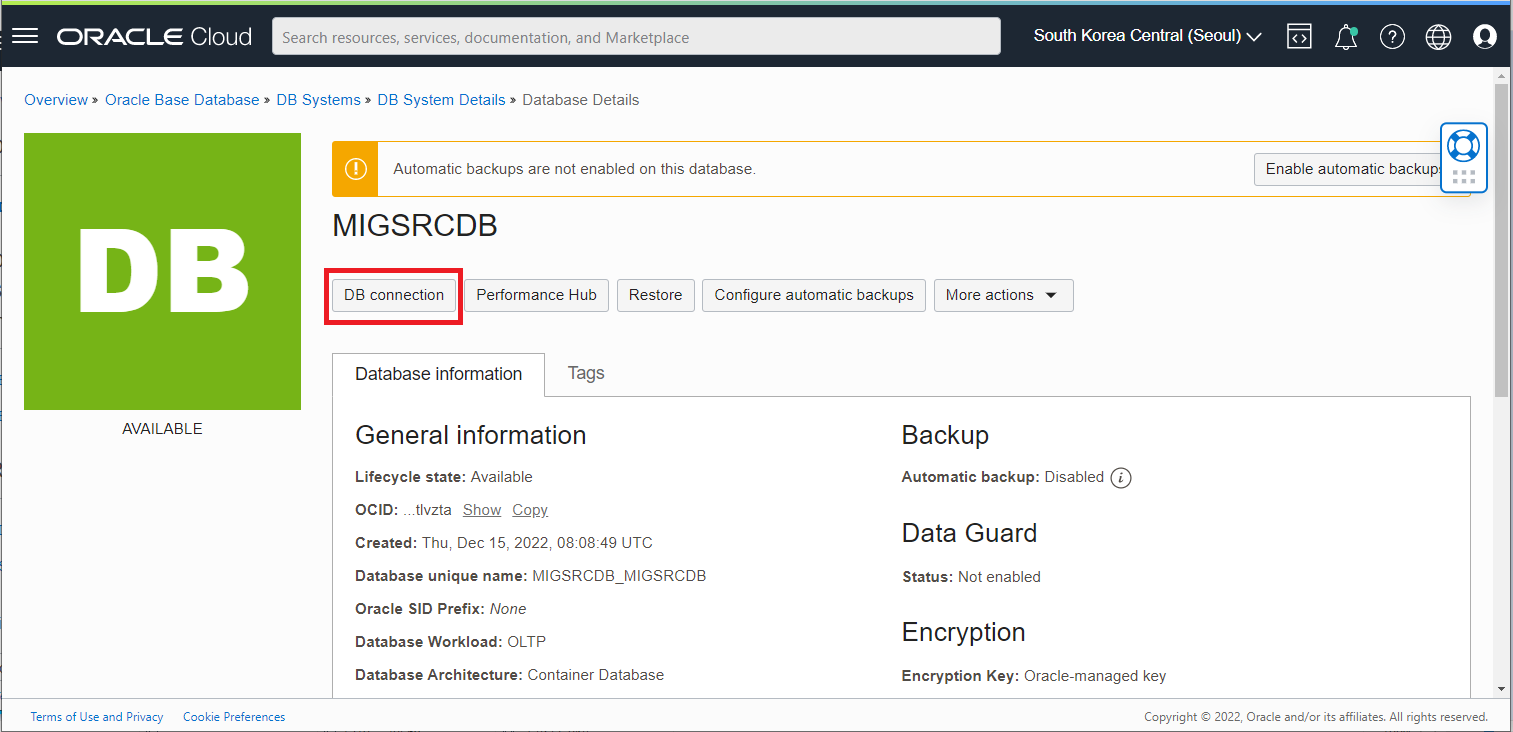 ORACLE Cloud
Search resources, services, documentation, and Marketplace
South Korea Central (Seoul)
Overview » Oracle Base Database » DB Systems » DB System Details » Database Details
DB
AVAILABLE
Automatic backups are not enabled on this database.
Enable automatic backups
MIGSRCDB
DB connection
Performance Hub
Restore
Configure automatic backups
More actions
Database information
Tags
General information
Lifecycle state: Available
OCID: ...tlvzta Show Copy
Created: Thu, Dec 15, 2022, 08:08:49 UTC
Database unique name: MIGSRCDB_MIGSRCDB
Oracle SID Prefix: None
Database Workload: OLTP
Database Architecture: Container Database
Backup
Automatic backup: Disabled
Data Guard
Status: Not enabled
Encryption
Encryption Key: Oracle-managed key
Terms of Use and Privacy
Cookie Preferences
Copyright © 2022, Oracle and/or its affiliates. All rights reserved.